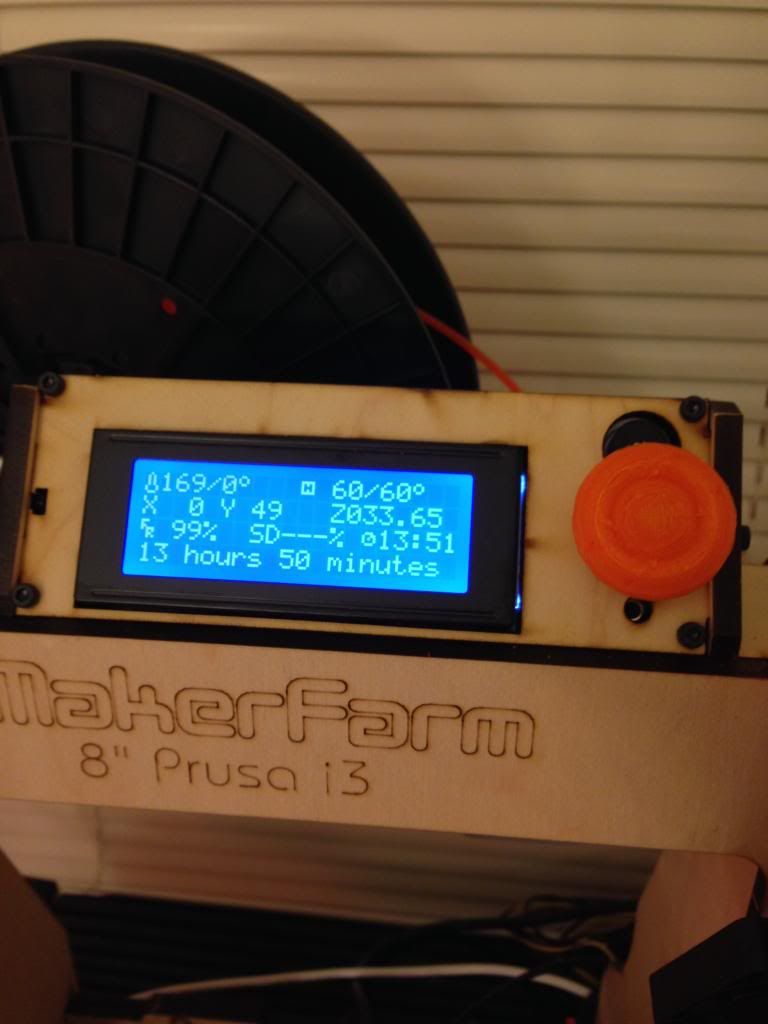 169/0° 60/60°
X 0 Y 49 Z033.65
FR 99% SD---% 13:51
13 hours 50 minutes
MakerFarm
8" Prusa i3